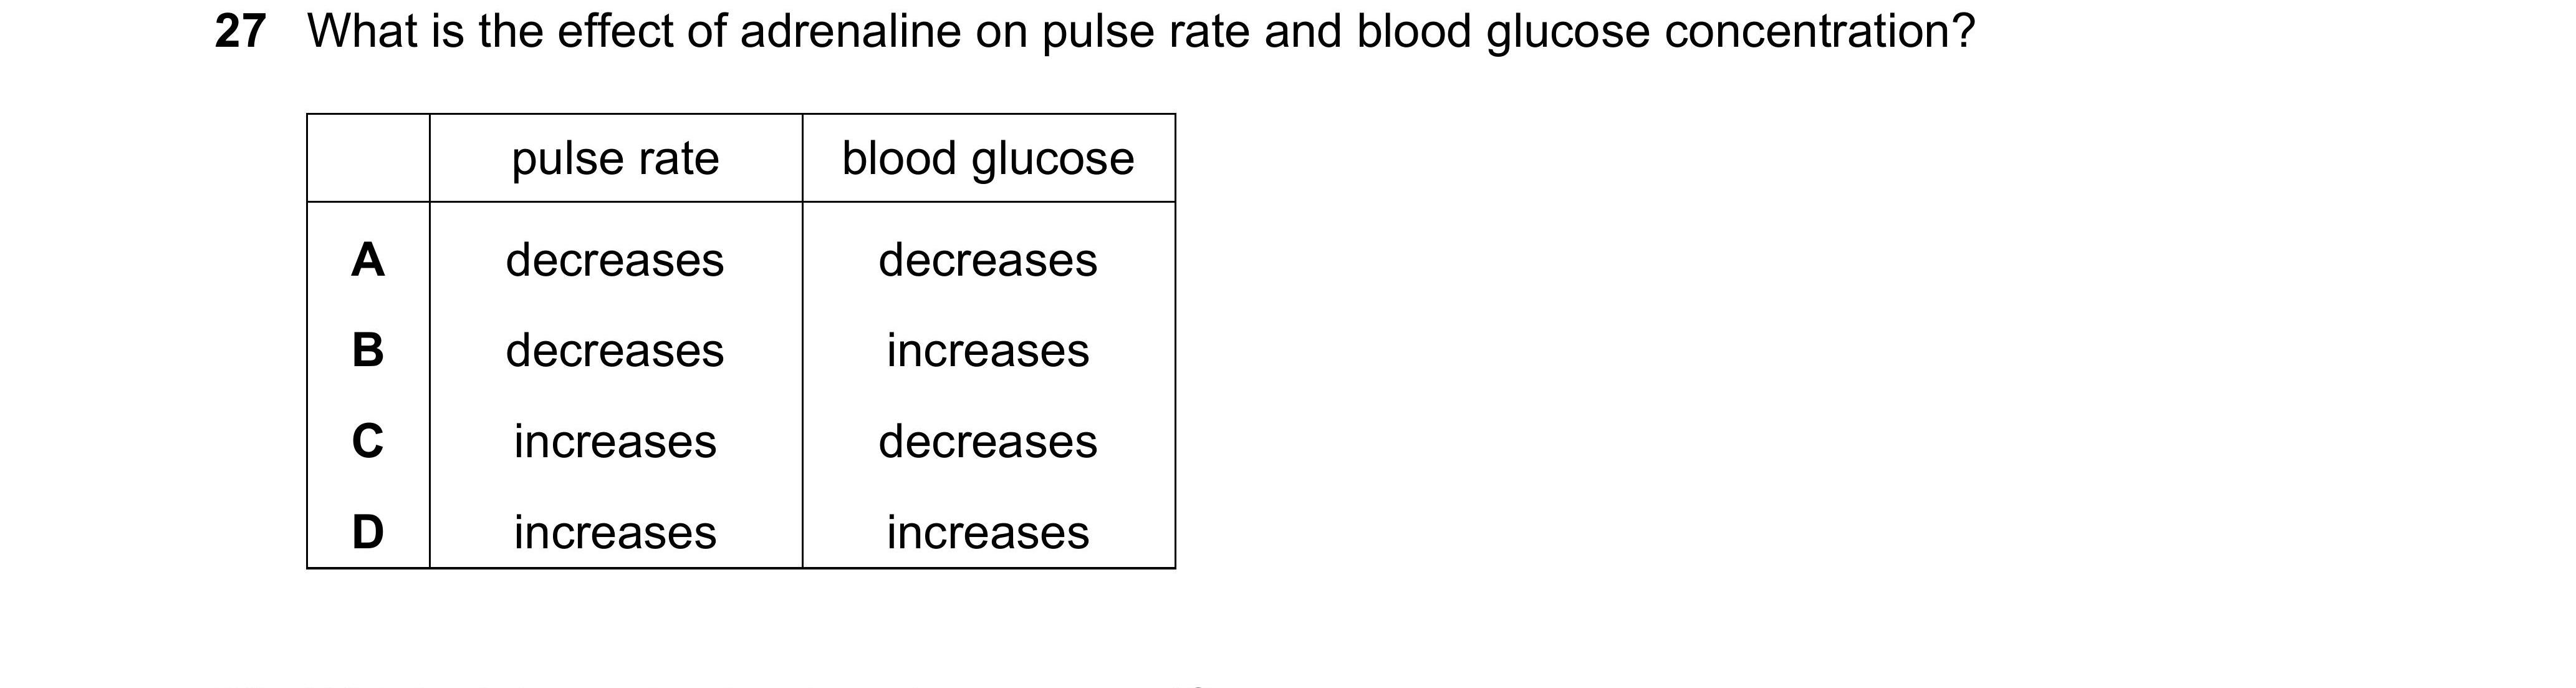 27 What is the effect of adrenaline on pulse rate and blood glucose concentration?
pulse rate blood glucose
A decreases decreases
B decreases increases
C increases decreases
D increases increases